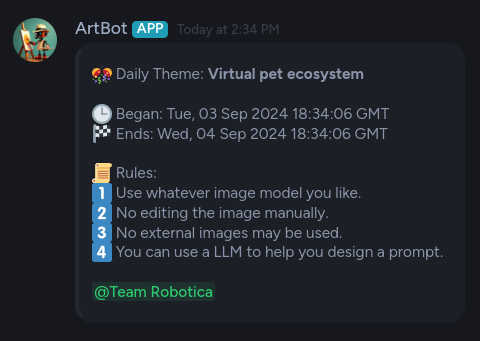 ArtBot APP Today at 2:34 PM
Daily Theme: Virtual pet ecosystem
Began: Tue, 03 Sep 2024 18:34:06 GMT
Ends: Wed, 04 Sep 2024 18:34:06 GMT
Rules:
1 Use whatever image model you like.
2 No editing the image manually.
3 No external images may be used.
4 You can use a LLM to help you design a prompt.
@Team Robotica